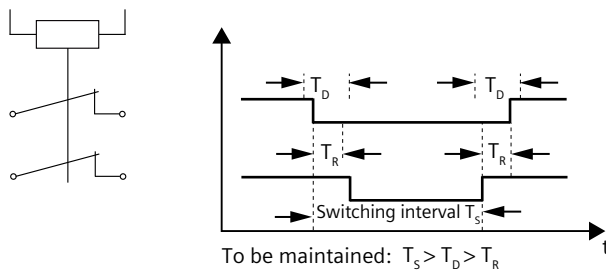 T_D T_D
T_R T_R
Switching interval T_S
t
To be maintained: T_S > T_D > T_R